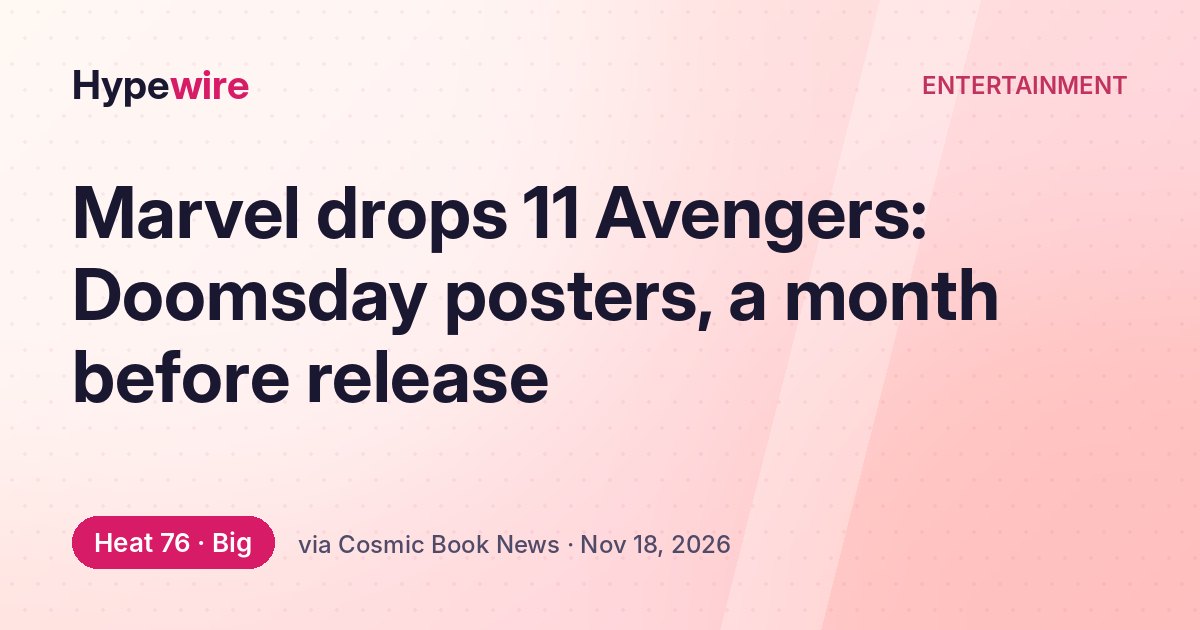 Hypewire
ENTERTAINMENT
Marvel drops 11 Avengers:
Doomsday posters, a month
before release
Heat 76 · Big
via Cosmic Book News · Nov 18, 2026